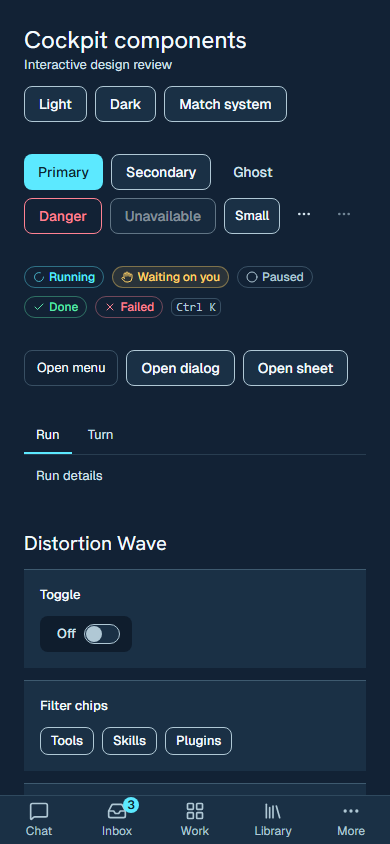 Cockpit components
Interactive design review
Light Dark Match system
Primary Secondary Ghost
Danger Unavailable Small
Running Waiting on you Paused
Done Failed Ctrl K
Open menu Open dialog Open sheet
Run Turn
Run details
Distortion Wave
Toggle
Off
Filter chips
Tools Skills Plugins
3
Chat Inbox Work Library More